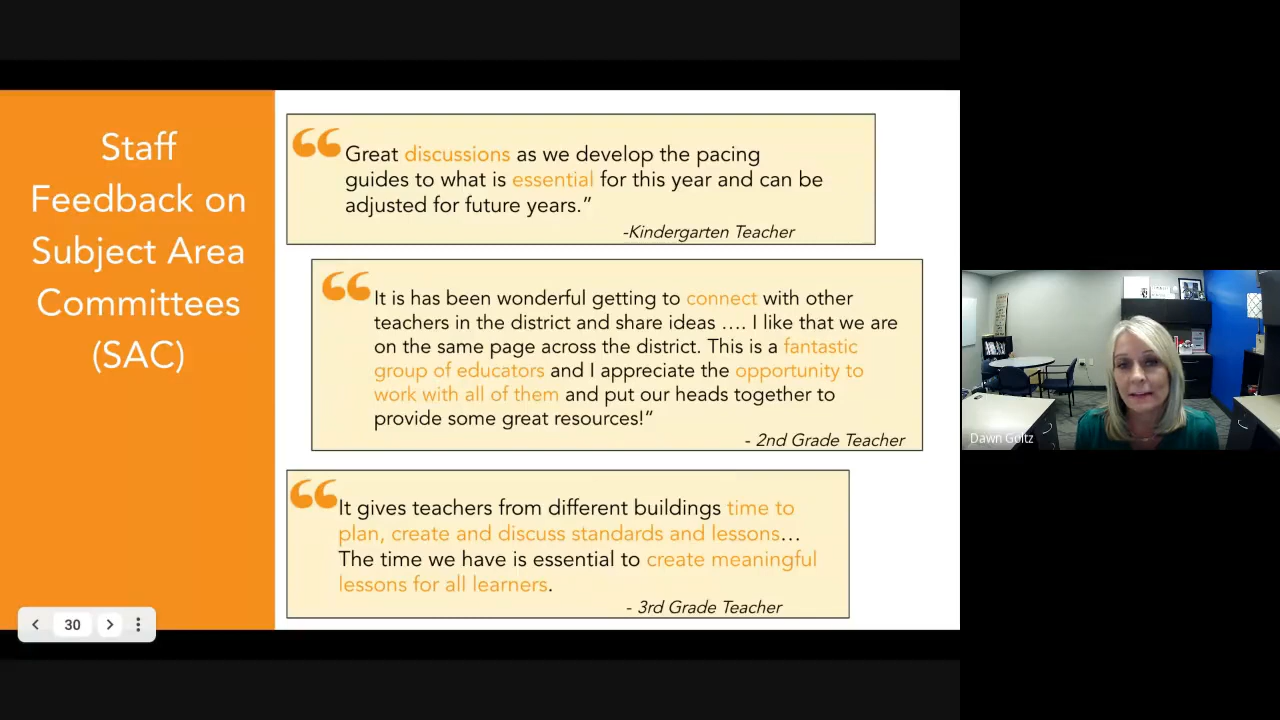 Staff
Feedback on
Subject Area
Committees
(SAC)
“Great discussions as we develop the pacing
guides to what is essential for this year and can be
adjusted for future years.”
-Kindergarten Teacher
“It is has been wonderful getting to connect with other
teachers in the district and share ideas .... I like that we are
on the same page across the district. This is a fantastic
group of educators and I appreciate the opportunity to
work with all of them and put our heads together to
provide some great resources!“
- 2nd Grade Teacher
“It gives teachers from different buildings time to
plan, create and discuss standards and lessons...
The time we have is essential to create meaningful
lessons for all learners.
- 3rd Grade Teacher
30
Dawn Goltz